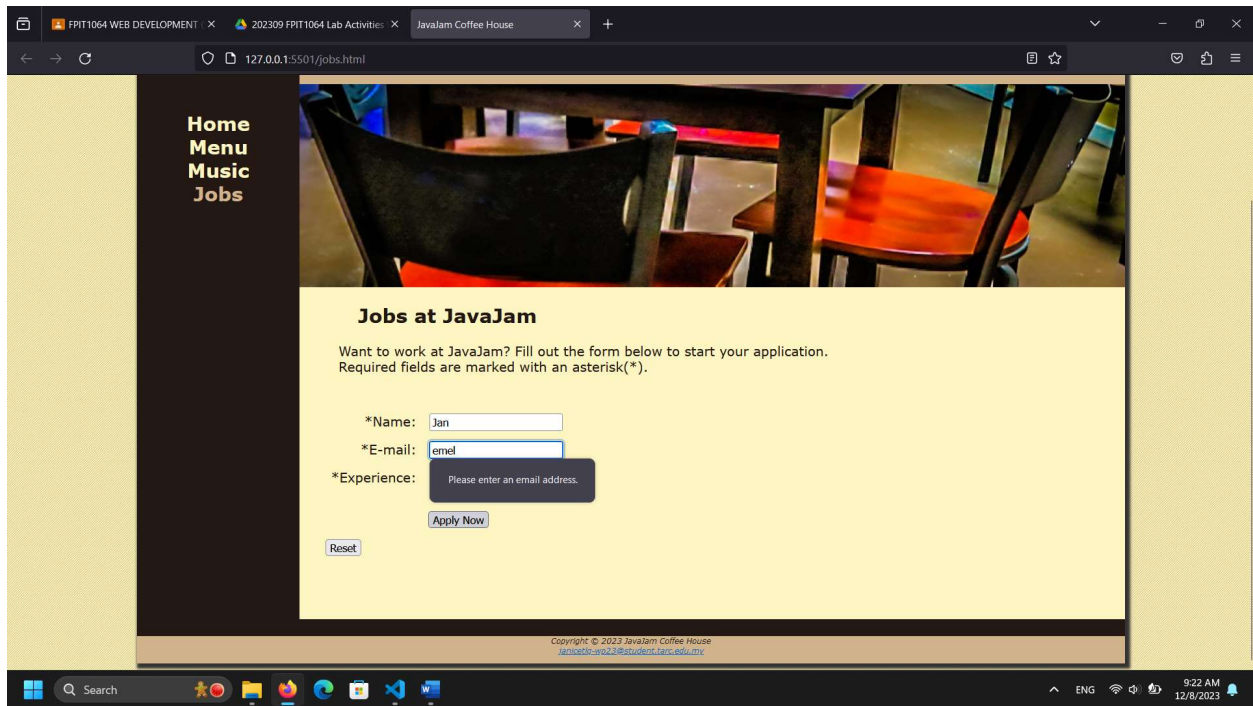 FPIT1064 WEB DEVELOPMENT
202309 FPIT1064 Lab Activities
JavaJam Coffee House
127.0.0.1:5501/jobs.html
Home
Menu
Music
Jobs
Jobs at JavaJam
Want to work at JavaJam? Fill out the form below to start your application.
Required fields are marked with an asterisk(*).
*Name: Jan
*E-mail: emel
*Experience:
Please enter an email address.
Apply Now
Reset
Copyright © 2023 JavaJam Coffee House
janicetlq-wp23@student.tarc.edu.my
Search
ENG
9:22 AM
12/8/2023